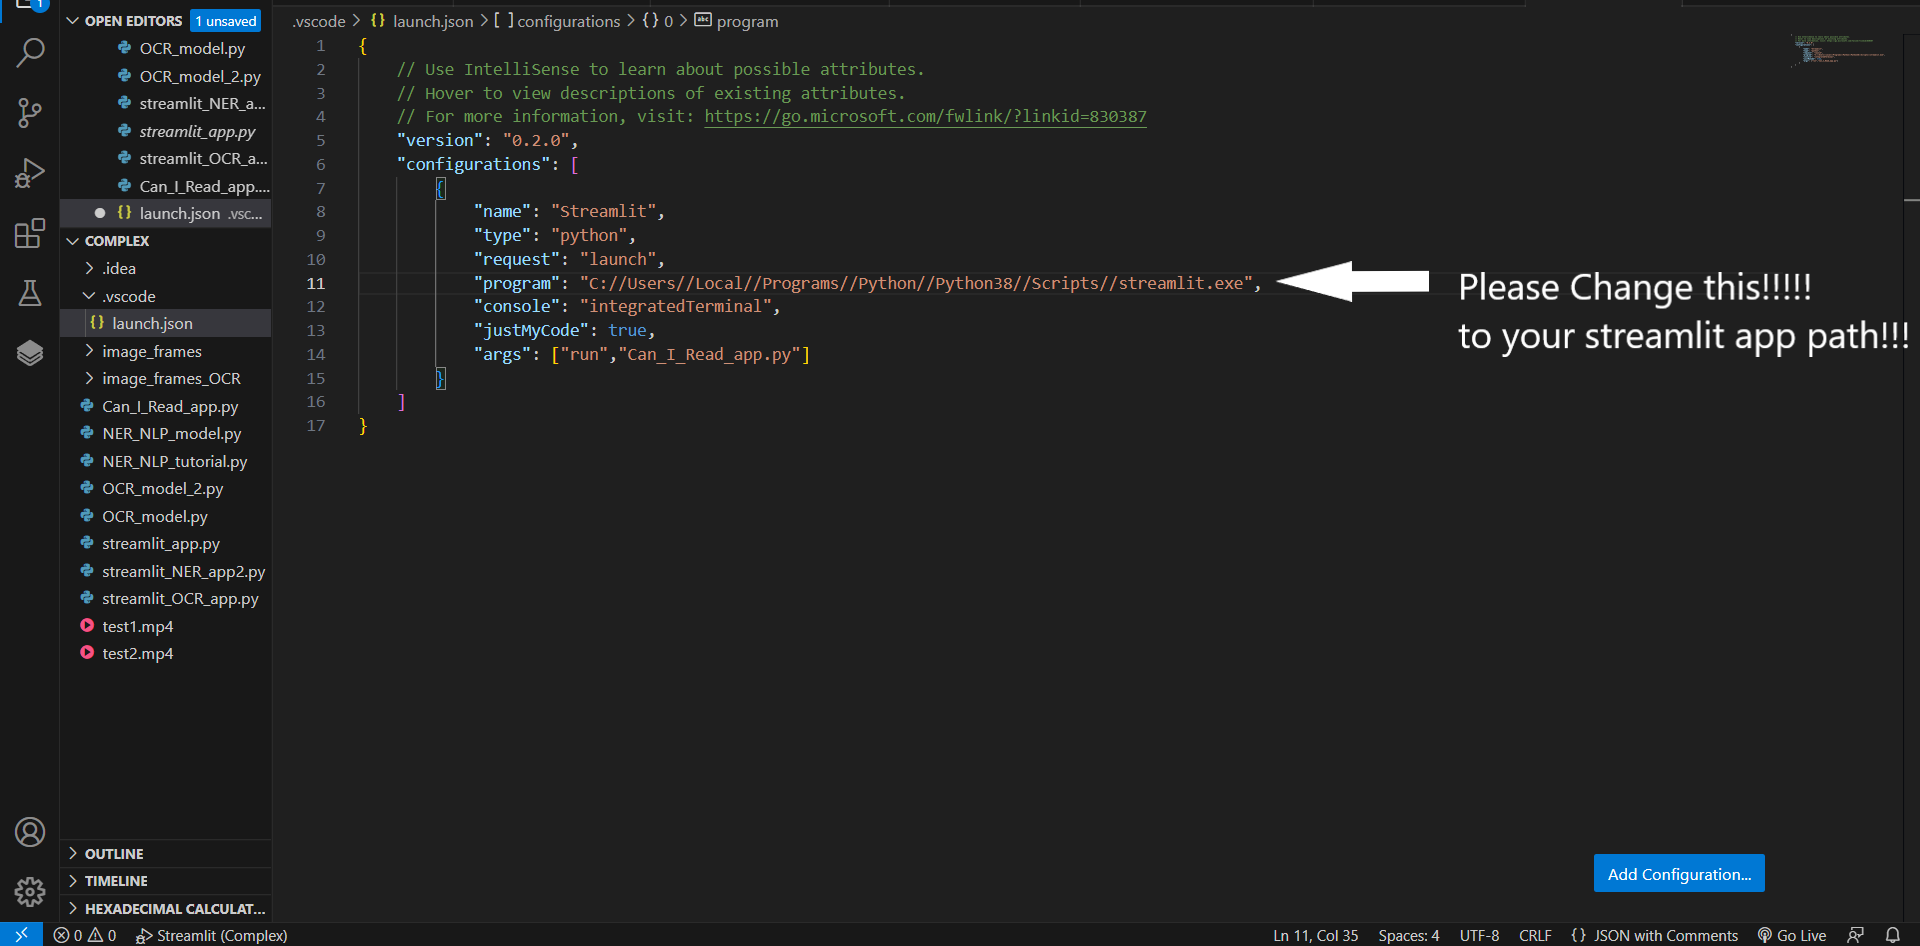 1
OPEN EDITORS 1 unsaved
OCR_model.py
OCR_model_2.py
streamlit_NER_a...
streamlit_app.py
streamlit_OCR_a...
Can_I_Read_app....
launch.json .vsc...
COMPLEX
.idea
.vscode
launch.json
image_frames
image_frames_OCR
Can_I_Read_app.py
NER_NLP_model.py
NER_NLP_tutorial.py
OCR_model_2.py
OCR_model.py
streamlit_app.py
streamlit_NER_app2.py
streamlit_OCR_app.py
test1.mp4
test2.mp4
OUTLINE
TIMELINE
HEXADECIMAL CALCULAT...
.vscode > {} launch.json > [ ] configurations > {} 0 > abc program
1 {
2 // Use IntelliSense to learn about possible attributes.
3 // Hover to view descriptions of existing attributes.
4 // For more information, visit: https://go.microsoft.com/fwlink/?linkid=830387
5 "version": "0.2.0",
6 "configurations": [
7 {
8 "name": "Streamlit",
9 "type": "python",
10 "request": "launch",
11 "program": "C://Users//Local//Programs//Python//Python38//Scripts//streamlit.exe",
12 "console": "integratedTerminal",
13 "justMyCode": true,
14 "args": ["run","Can_I_Read_app.py"]
15 }
16 ]
17 }
Please Change this!!!!!
to your streamlit app path!!!
Add Configuration...
0 0 Streamlit (Complex) Ln 11, Col 35 Spaces: 4 UTF-8 CRLF {} JSON with Comments Go Live